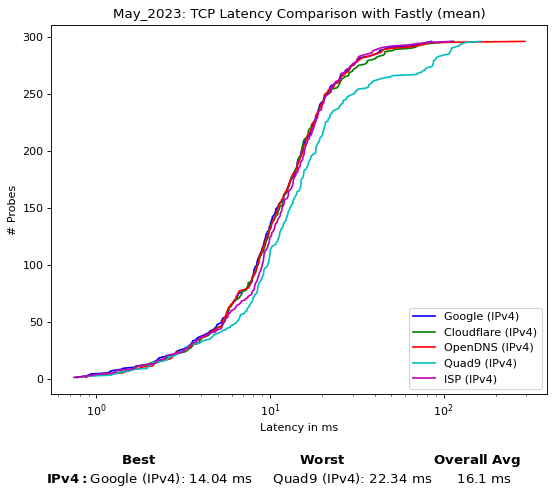 May_2023: TCP Latency Comparison with Fastly (mean)
300
250
200
150
100
50
0
# Probes
Google (IPv4)
Cloudflare (IPv4)
OpenDNS (IPv4)
Quad9 (IPv4)
ISP (IPv4)
10⁰ 10¹ 10²
Latency in ms
Best Worst Overall Avg
IPv4: Google (IPv4): 14.04 ms Quad9 (IPv4): 22.34 ms 16.1 ms